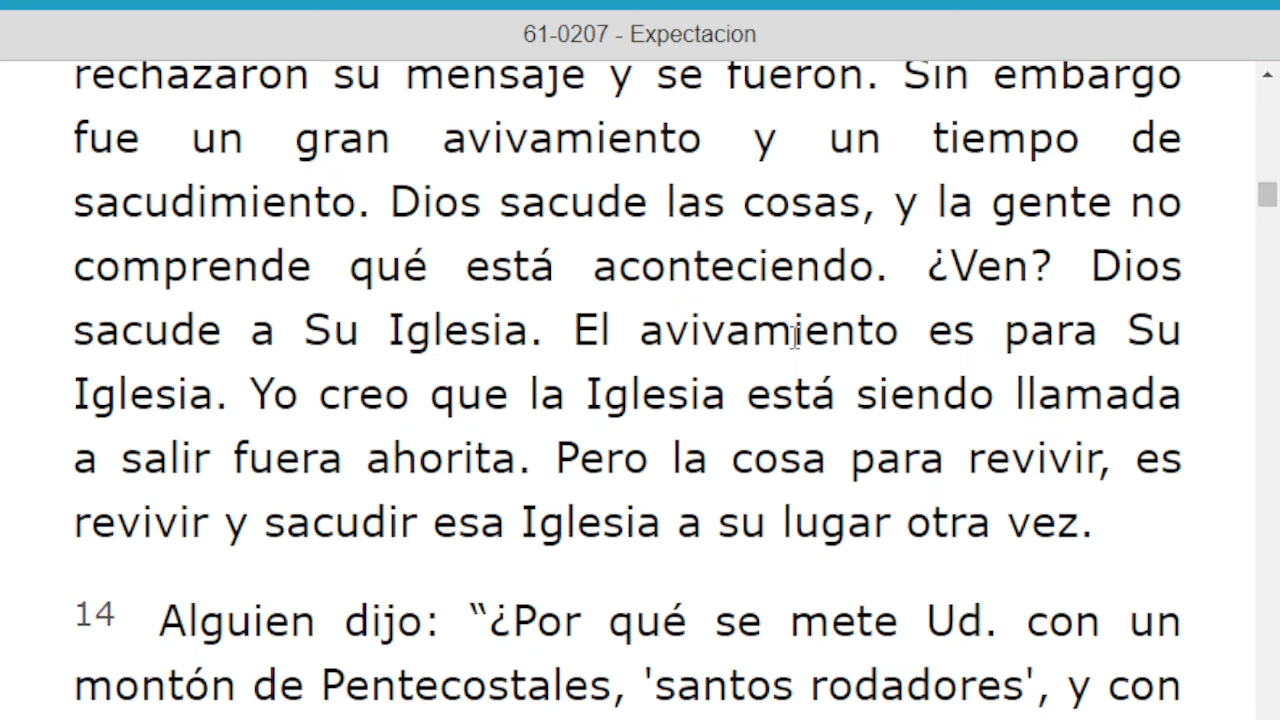 61-0207 - Expectacion
rechazaron su mensaje y se fueron. Sin embargo
fue un gran avivamiento y un tiempo de
sacudimiento. Dios sacude las cosas, y la gente no
comprende qué está aconteciendo. ¿Ven? Dios
sacude a Su Iglesia. El avivamiento es para Su
Iglesia. Yo creo que la Iglesia está siendo llamada
a salir fuera ahorita. Pero la cosa para revivir, es
revivir y sacudir esa Iglesia a su lugar otra vez.
14 Alguien dijo: “¿Por qué se mete Ud. con un
montón de Pentecostales, 'santos rodadores', y con